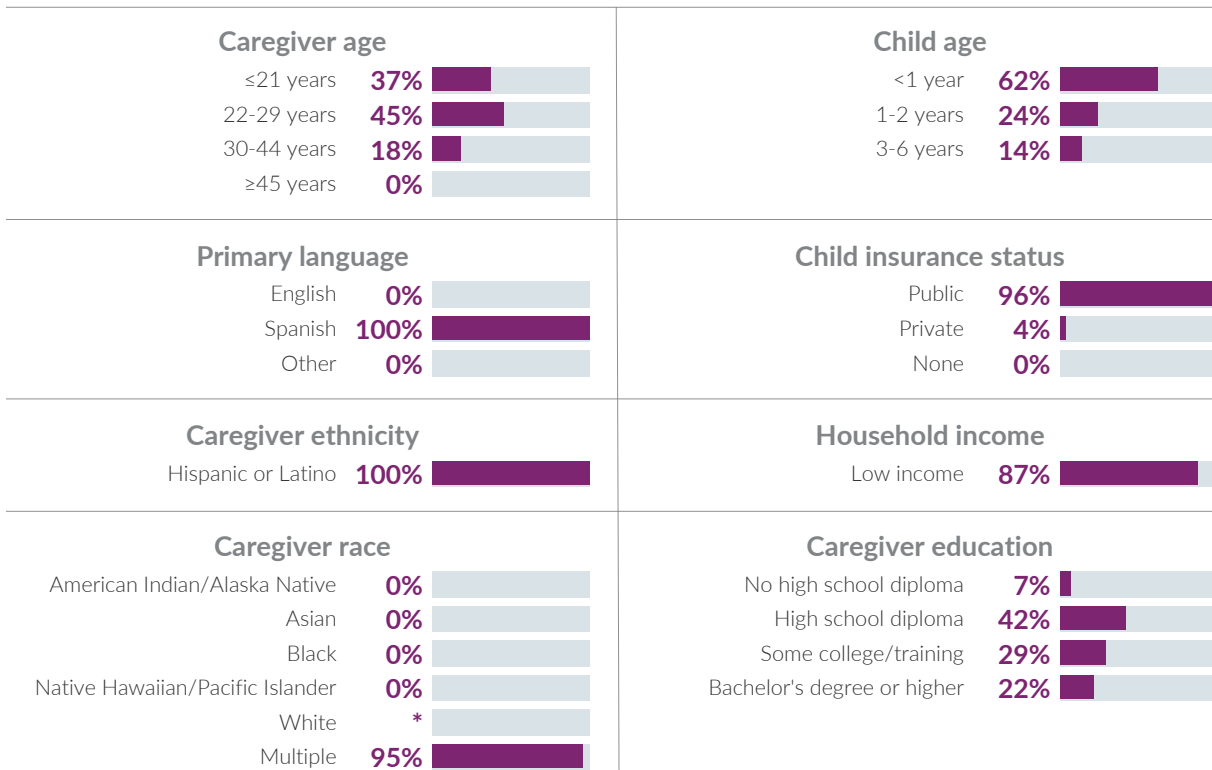 Caregiver age
≤21 years 37%
22-29 years 45%
30-44 years 18%
≥45 years 0%
Child age
<1 year 62%
1-2 years 24%
3-6 years 14%
Primary language
English 0%
Spanish 100%
Other 0%
Child insurance status
Public 96%
Private 4%
None 0%
Caregiver ethnicity
Hispanic or Latino 100%
Household income
Low income 87%
Caregiver race
American Indian/Alaska Native 0%
Asian 0%
Black 0%
Native Hawaiian/Pacific Islander 0%
White *
Multiple 95%
Caregiver education
No high school diploma 7%
High school diploma 42%
Some college/training 29%
Bachelor's degree or higher 22%